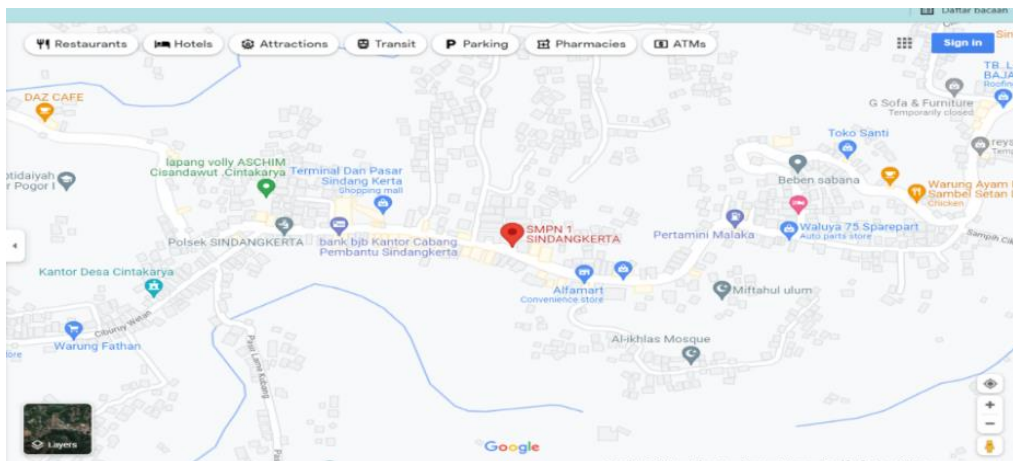 Daftar bacaan
Restaurants
Hotels
Attractions
Transit
P Parking
Pharmacies
ATMs
Sign in
DAZ CAFE
G Sofa & Furniture
Temporarily closed
Toko Santi
lapang volly ASCHIM
Cisandawut Cintakarya
Terminal Dan Pasar
Sindang Kerta
Shopping mall
Beben sabana
Warung Ayam
Sambel Setan
Chicken
SMPN 1
SINDANGKERTA
Polsek SINDANGKERTA
bank bjb Kantor Cabang
Pembantu Sindangkerta
Pertamini Malaka
Waluya 75 Sparepart
Auto parts store
Kantor Desa Cintakarya
Alfamart
Convenience store
Miftahul ulum
Ciburuy Wetan
Warung Fathan
Al-ikhlas Mosque
Layers
Google